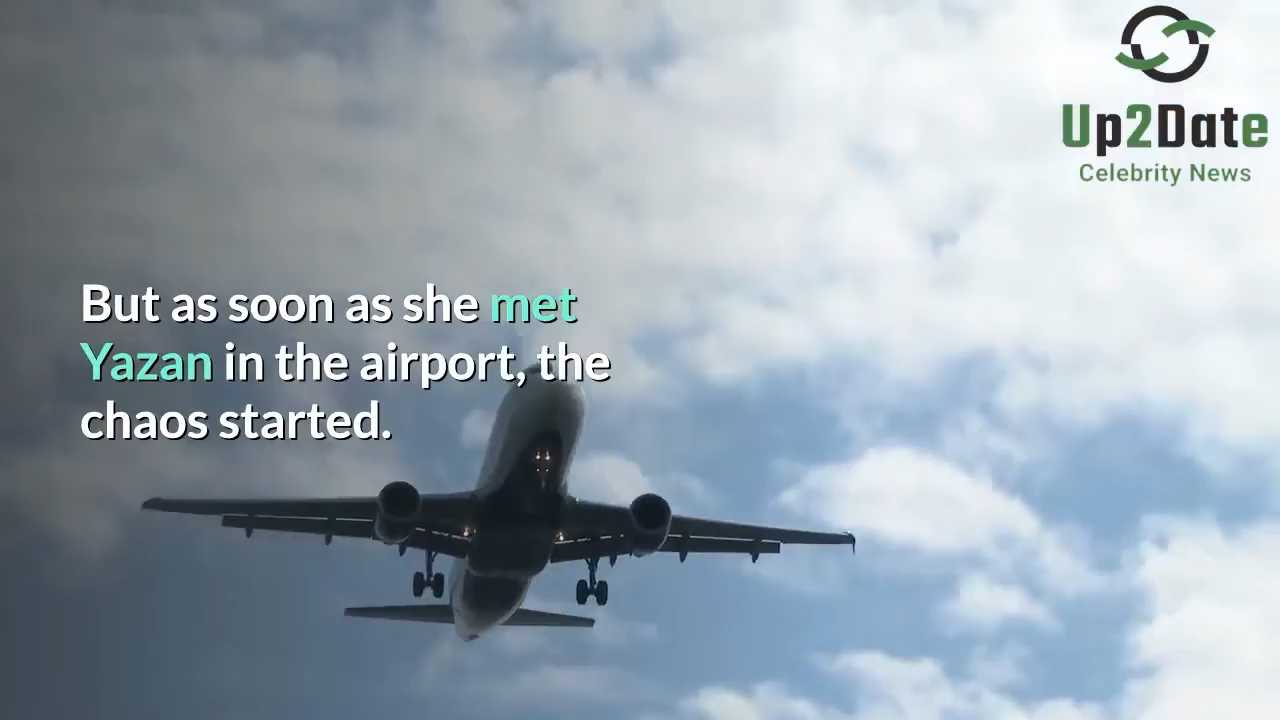 Up2Date
Celebrity News
But as soon as she met
Yazan in the airport, the
chaos started.